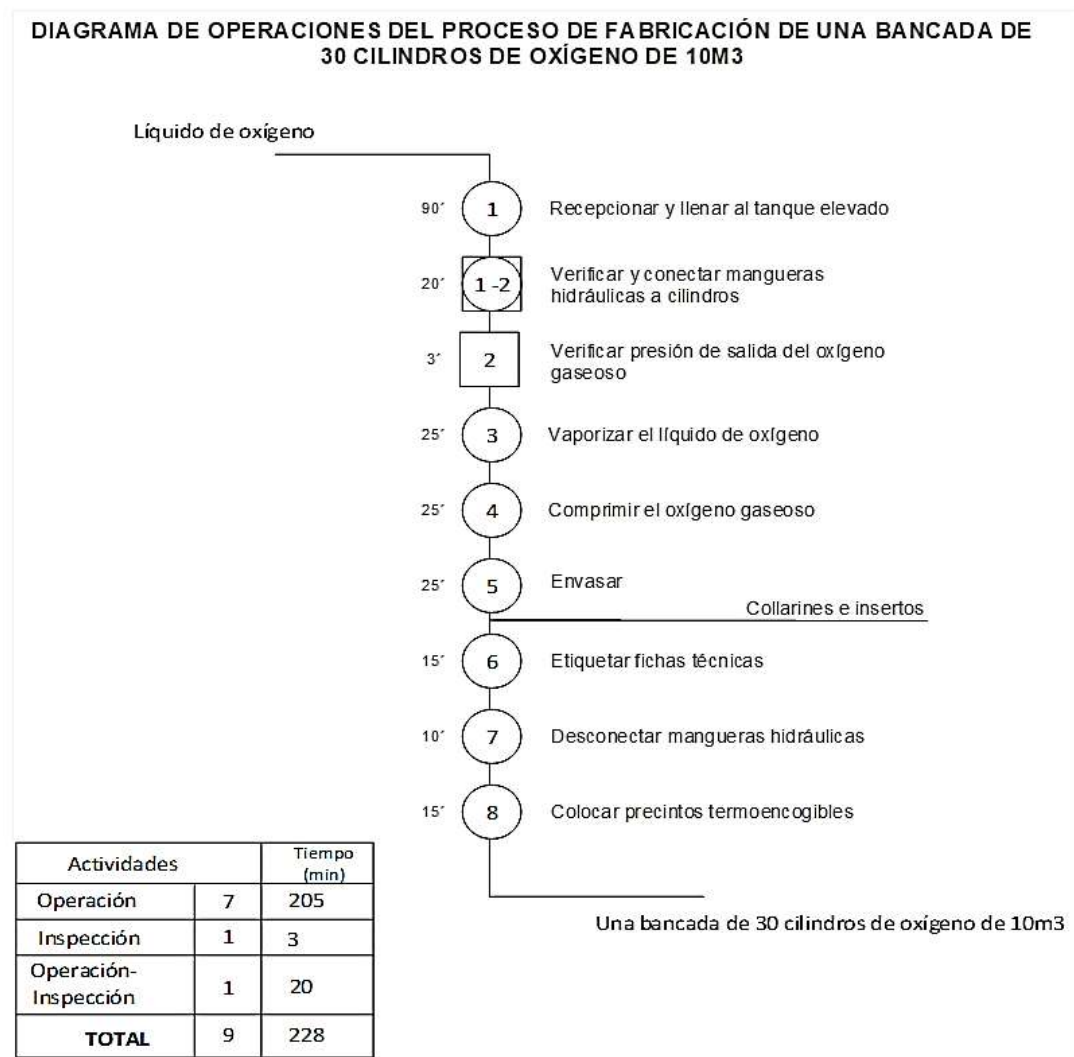 DIAGRAMA DE OPERACIONES DEL PROCESO DE FABRICACIÓN DE UNA BANCADA DE
30 CILINDROS DE OXÍGENO DE 10M3
Líquido de oxígeno
90´ 1 Recepcionar y llenar al tanque elevado
20´ 1 -2 Verificar y conectar mangueras
hidráulicas a cilindros
3´ 2 Verificar presión de salida del oxígeno
gaseoso
25´ 3 Vaporizar el líquido de oxígeno
25´ 4 Comprimir el oxígeno gaseoso
25´ 5 Envasar
Collarines e insertos
15´ 6 Etiquetar fichas técnicas
10´ 7 Desconectar mangueras hidráulicas
15´ 8 Colocar precintos termoencogibles
Una bancada de 30 cilindros de oxígeno de 10m3
Actividades Tiempo
(min)
Operación 7 205
Inspección 1 3
Operación-
Inspección 1 20
TOTAL 9 228